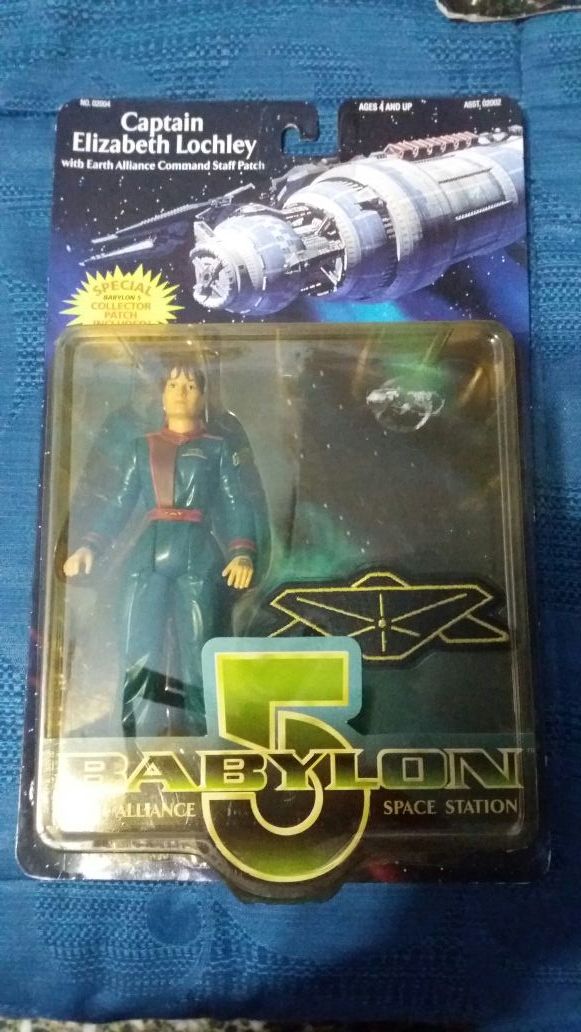 NO. 02004
AGES 4 AND UP
ASST. 02002
Captain
Elizabeth Lochley
with Earth Alliance Command Staff Patch
SPECIAL
BABYLON 5
COLLECTOR
PATCH
INCLUDED!
5
BABYLON
ALLIANCE
SPACE STATION